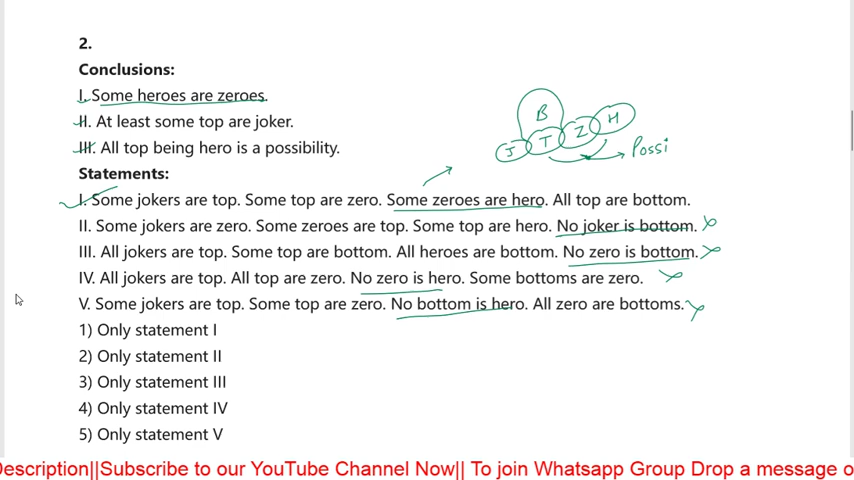 2.
Conclusions:
I. Some heroes are zeroes.
II. At least some top are joker.
III. All top being hero is a possibility.
B
J T Z H
Possi
Statements:
I. Some jokers are top. Some top are zero. Some zeroes are hero. All top are bottom.
II. Some jokers are zero. Some zeroes are top. Some top are hero. No joker is bottom.
III. All jokers are top. Some top are bottom. All heroes are bottom. No zero is bottom.
IV. All jokers are top. All top are zero. No zero is hero. Some bottoms are zero.
V. Some jokers are top. Some top are zero. No bottom is hero. All zero are bottoms.
1) Only statement I
2) Only statement II
3) Only statement III
4) Only statement IV
5) Only statement V
Description||Subscribe to our YouTube Channel Now|| To join Whatsapp Group Drop a message o